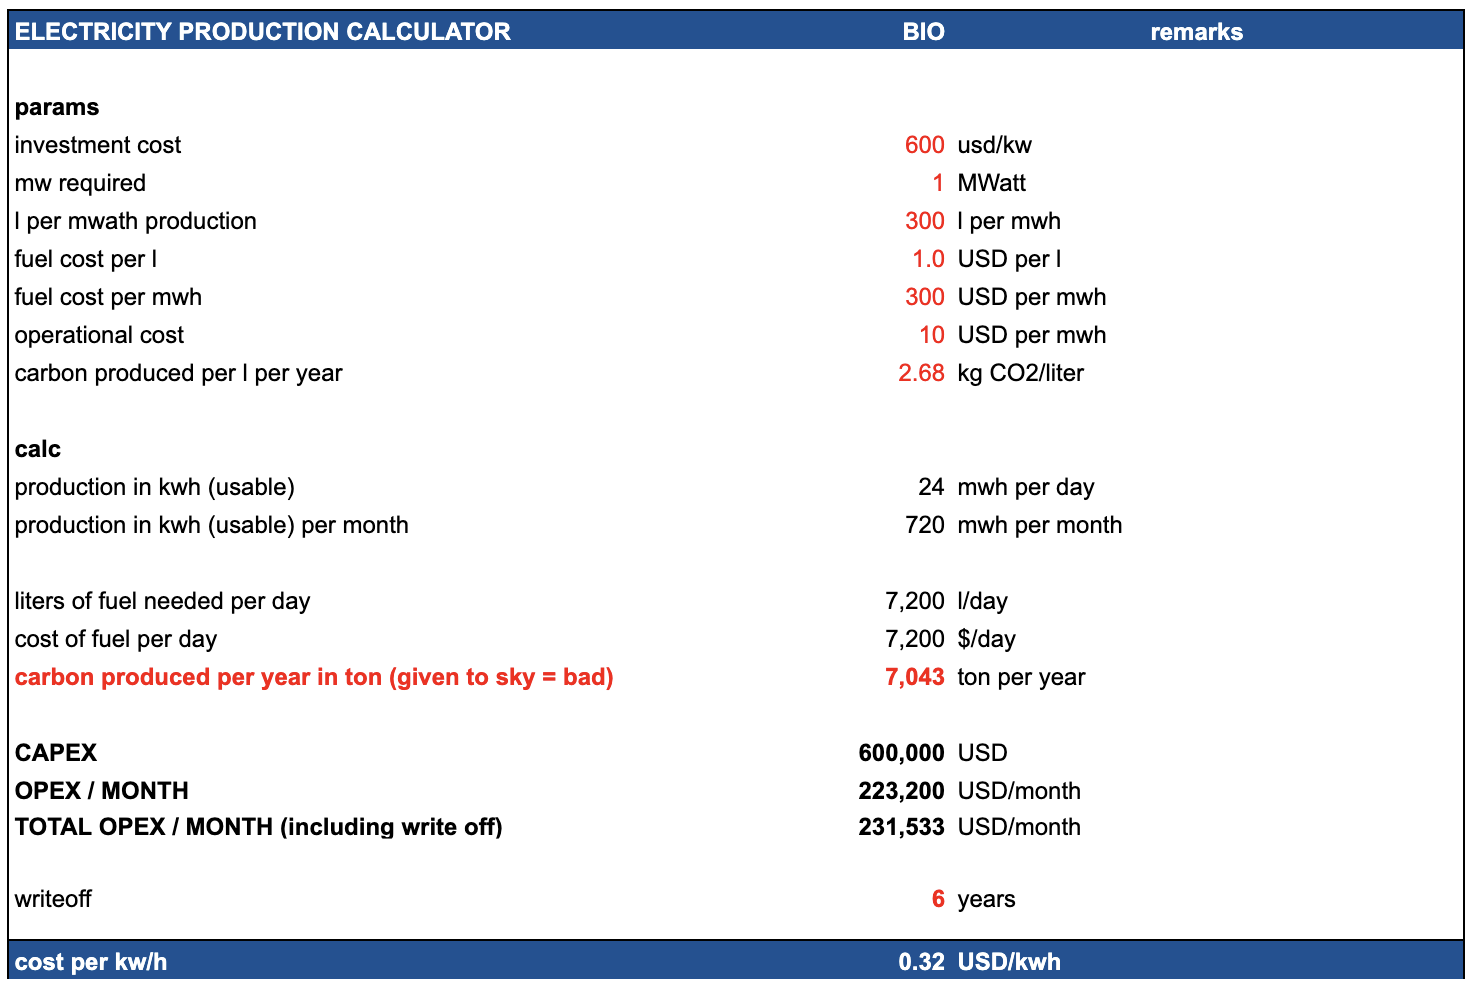 ELECTRICITY PRODUCTION CALCULATOR BIO remarks
params
investment cost 600 usd/kw
mw required 1 MWatt
l per mwath production 300 l per mwh
fuel cost per l 1.0 USD per l
fuel cost per mwh 300 USD per mwh
operational cost 10 USD per mwh
carbon produced per l per year 2.68 kg CO2/liter
calc
production in kwh (usable) 24 mwh per day
production in kwh (usable) per month 720 mwh per month
liters of fuel needed per day 7,200 l/day
cost of fuel per day 7,200 $/day
carbon produced per year in ton (given to sky = bad) 7,043 ton per year
CAPEX 600,000 USD
OPEX / MONTH 223,200 USD/month
TOTAL OPEX / MONTH (including write off) 231,533 USD/month
writeoff 6 years
cost per kw/h 0.32 USD/kwh